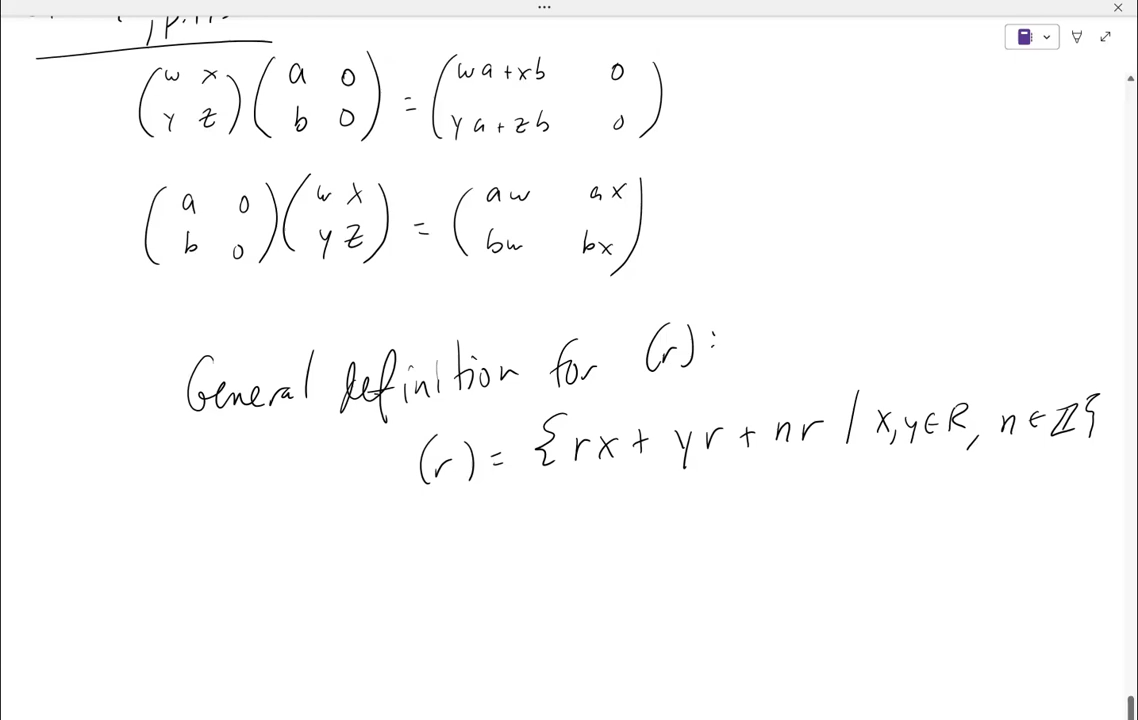 (w x
y z) (a 0
b 0) = (wa+xb 0
ya+zb 0)
(a 0
b 0) (w x
y z) = (aw ax
bw bx)
General definition for (r):
(r) = {rx + yr + nr / x,y∈R, n∈ℤ}